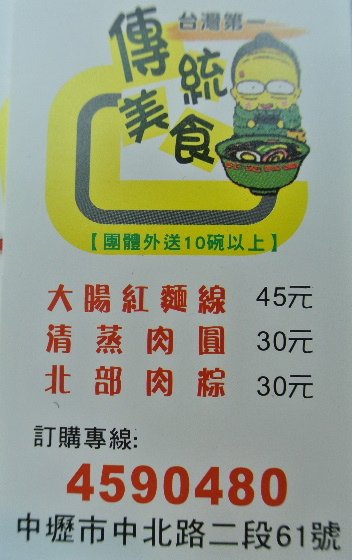 台灣第一
傳統美食
【團體外送10碗以上】
大腸紅麵線 45元
清蒸肉圓 30元
北部肉粽 30元
訂購專線:
4590480
中壢市中北路二段61號